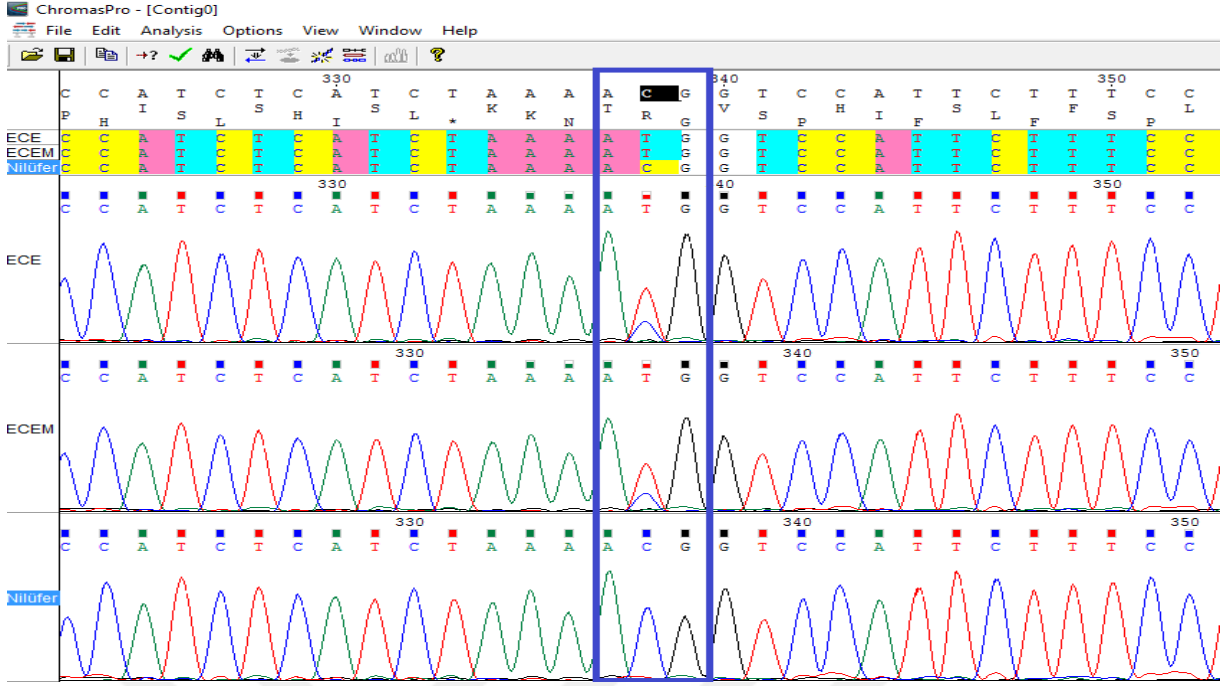 ChromasPro - [Contig0]
File Edit Analysis Options View Window Help
330 340 350
C C A T C T C A T C T A A A A C G G T C C A T T C T T T C C
I S S K T V H S F L
P S H L K R S I L S
H L I * N G P F F P
ECE C C A T C T C A T C T A A A A T G G T C C A T T C T T T C C
ECEM C C A T C T C A T C T A A A A T G G T C C A T T C T T T C C
Nilüfer C C A T C T C A T C T A A A A C G G T C C A T T C T T T C C
330 40 350
C C A T C T C A T C T A A A A T G G T C C A T T C T T T C C
ECE
330 340 350
C C A T C T C A T C T A A A A T G G T C C A T T C T T T C C
ECEM
330 340 350
C C A T C T C A T C T A A A A C G G T C C A T T C T T T C C
Nilüfer